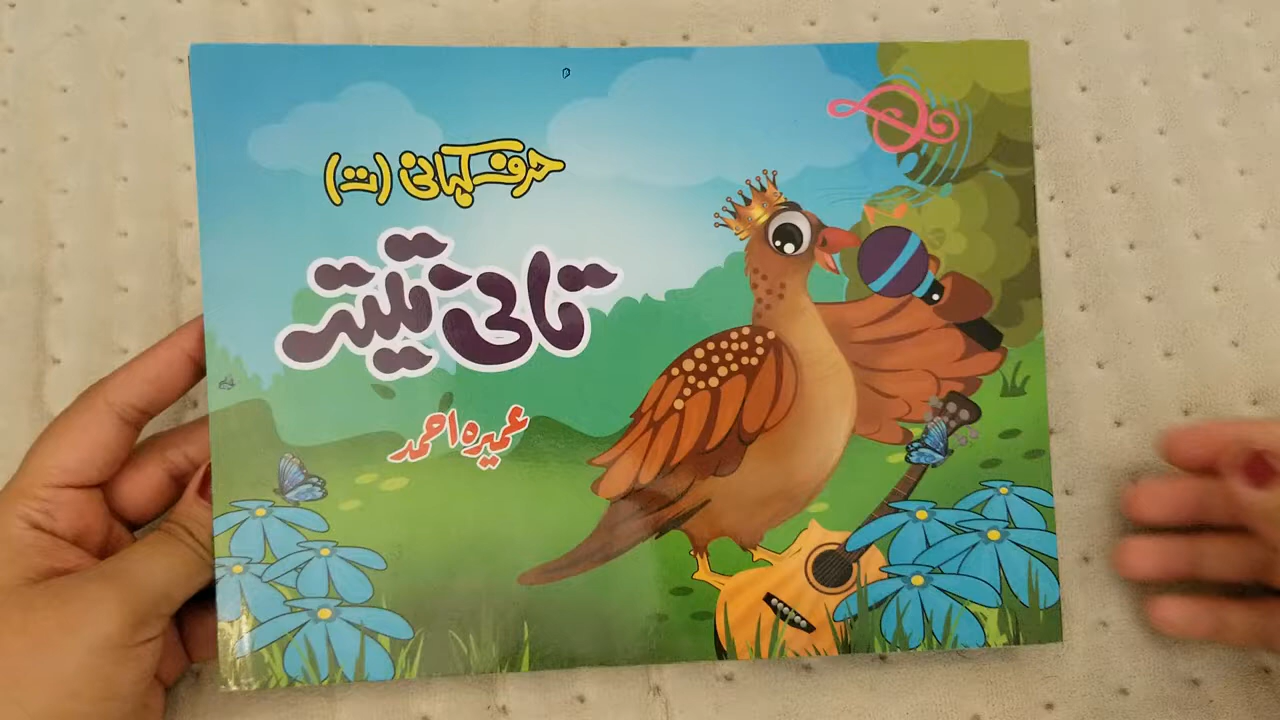 حرف کہانی (ت)
تانی تیتر
عمیرہ احمد